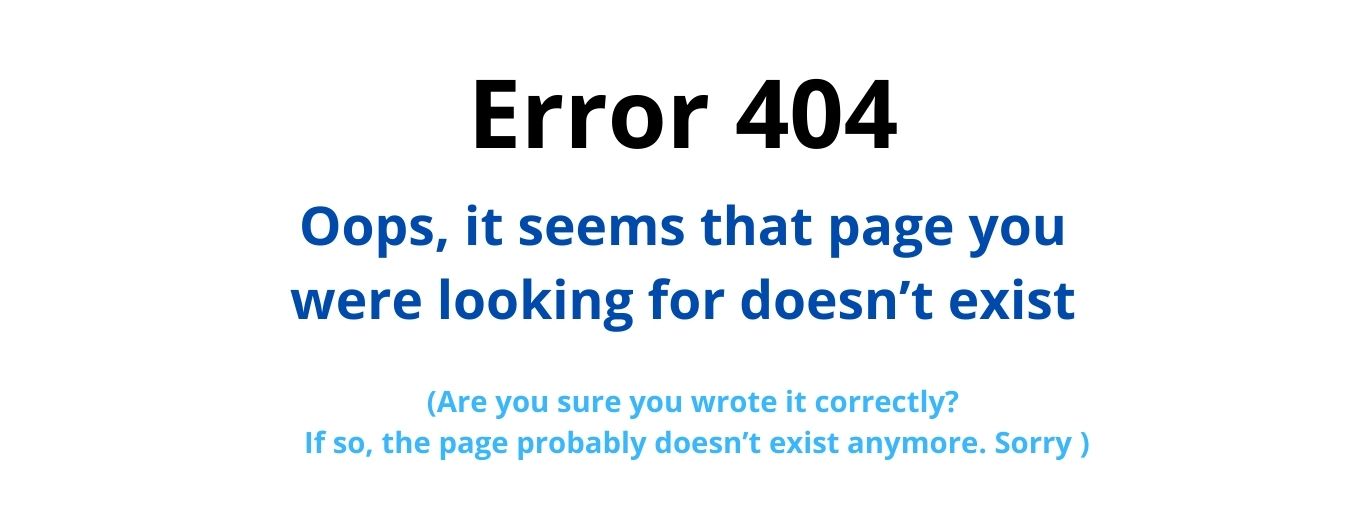 Error 404
Oops, it seems that page you
were looking for doesn’t exist
(Are you sure you wrote it correctly?
If so, the page probably doesn’t exist anymore. Sorry )